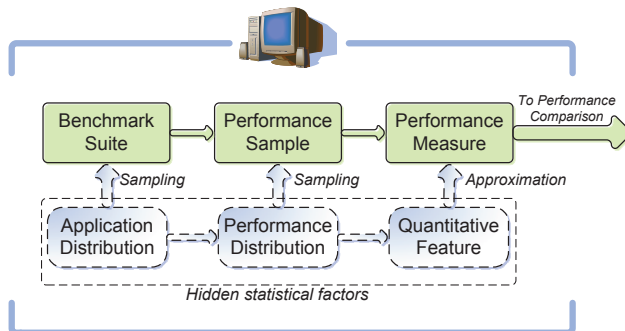 To Performance
Comparison
Benchmark
Suite
Performance
Sample
Performance
Measure
Sampling
Sampling
Approximation
Application
Distribution
Performance
Distribution
Quantitative
Feature
Hidden statistical factors